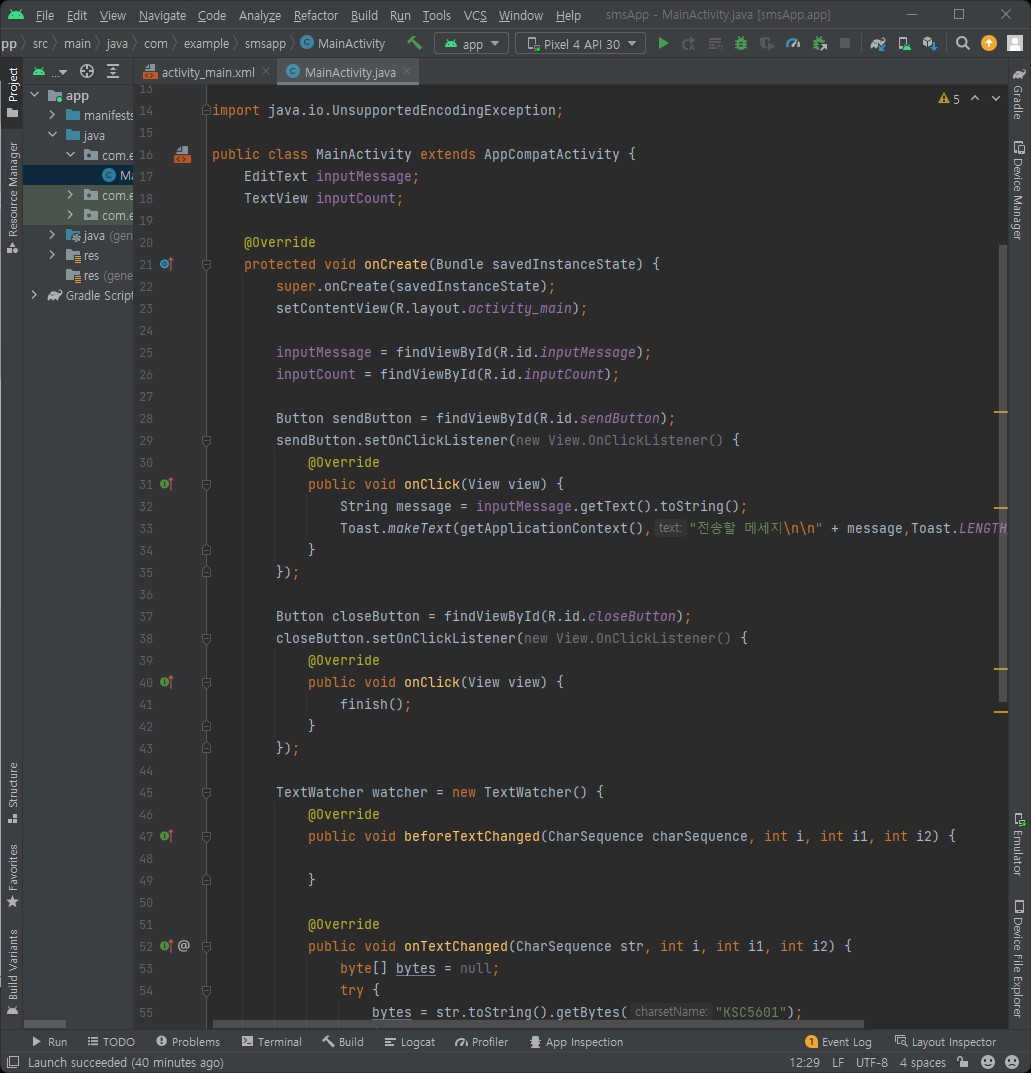 File Edit View Navigate Code Analyze Refactor Build Run Tools VCS Window Help smsApp - MainActivity.java [smsApp.app]
pp src main java com example smsapp MainActivity app Pixel 4 API 30
Project
... activity_main.xml MainActivity.java
app
manifests
java
com.e
Ma
com.e
com.e
java (gen
res
res (gene
Gradle Script
Resource Manager
Structure
Favorites
Build Variants
5
13
14 import java.io.UnsupportedEncodingException;
15
16 public class MainActivity extends AppCompatActivity {
17 EditText inputMessage;
18 TextView inputCount;
19
20 @Override
21 protected void onCreate(Bundle savedInstanceState) {
22 super.onCreate(savedInstanceState);
23 setContentView(R.layout.activity_main);
24
25 inputMessage = findViewById(R.id.inputMessage);
26 inputCount = findViewById(R.id.inputCount);
27
28 Button sendButton = findViewById(R.id.sendButton);
29 sendButton.setOnClickListener(new View.OnClickListener() {
30 @Override
31 public void onClick(View view) {
32 String message = inputMessage.getText().toString();
33 Toast.makeText(getApplicationContext(), text: "전송할 메세지\n\n" + message,Toast.LENGTH
34 }
35 });
36
37 Button closeButton = findViewById(R.id.closeButton);
38 closeButton.setOnClickListener(new View.OnClickListener() {
39 @Override
40 public void onClick(View view) {
41 finish();
42 }
43 });
44
45 TextWatcher watcher = new TextWatcher() {
46 @Override
47 public void beforeTextChanged(CharSequence charSequence, int i, int i1, int i2) {
48
49 }
50
51 @Override
52 @ public void onTextChanged(CharSequence str, int i, int i1, int i2) {
53 byte[] bytes = null;
54 try {
55 bytes = str.toString().getBytes( charsetName: "KSC5601");
Gradle
Device Manager
Emulator
Device File Explorer
Run TODO Problems Terminal Build Logcat Profiler App Inspection 1 Event Log Layout Inspector
Launch succeeded (40 minutes ago) 12:29 LF UTF-8 4 spaces